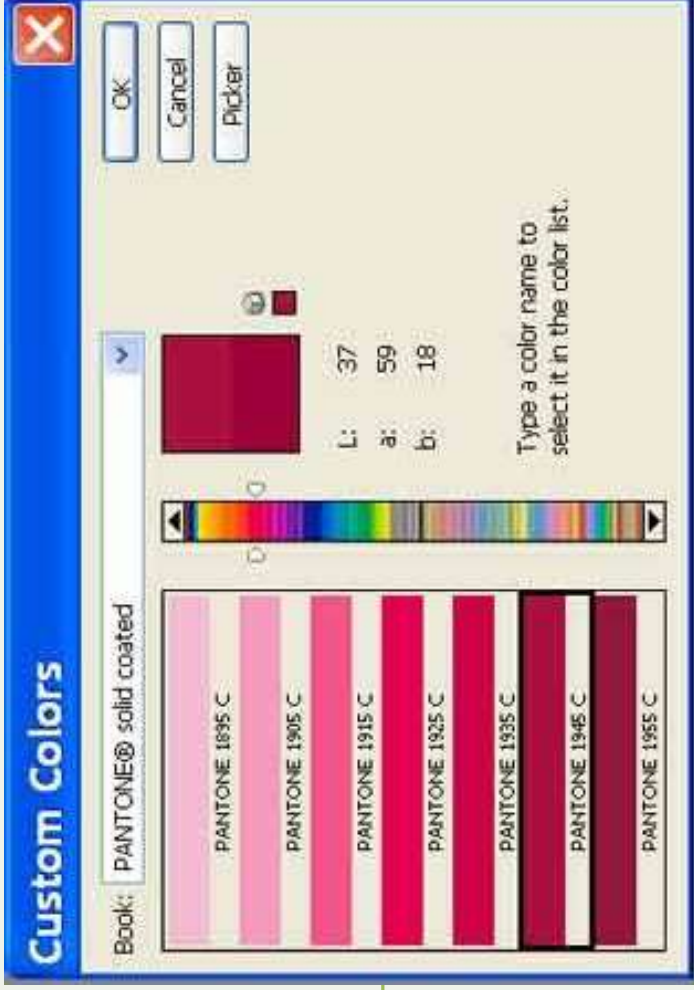 Custom Colors
Book: PANTONE® solid coated
OK
Cancel
Picker
PANTONE 1895 C
PANTONE 1905 C
PANTONE 1915 C
PANTONE 1925 C
PANTONE 1935 C
PANTONE 1945 C
PANTONE 1955 C
L: 37
a: 59
b: 18
Type a color name to
select it in the color list.